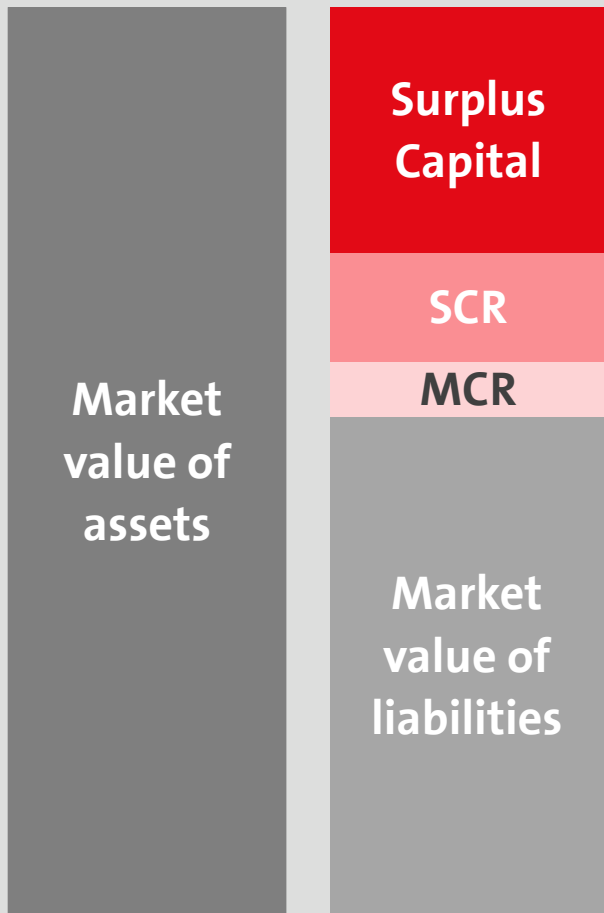 Market
value of
assets
Surplus
Capital
SCR
MCR
Market
value of
liabilities